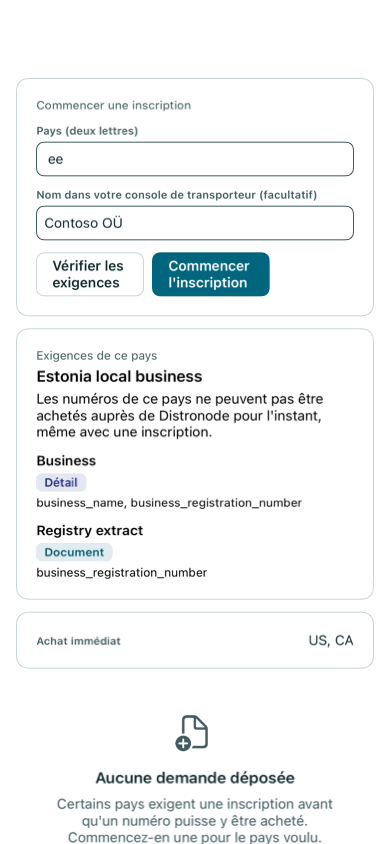 Commencer une inscription
Pays (deux lettres)
ee
Nom dans votre console de transporteur (facultatif)
Contoso OÜ
Vérifier les
exigences
Commencer
l'inscription
Exigences de ce pays
Estonia local business
Les numéros de ce pays ne peuvent pas être
achetés auprès de Distronode pour l'instant,
même avec une inscription.
Business
Détail
business_name, business_registration_number
Registry extract
Document
business_registration_number
Achat immédiat
US, CA
Aucune demande déposée
Certains pays exigent une inscription avant
qu'un numéro puisse y être acheté.
Commencez-en une pour le pays voulu.